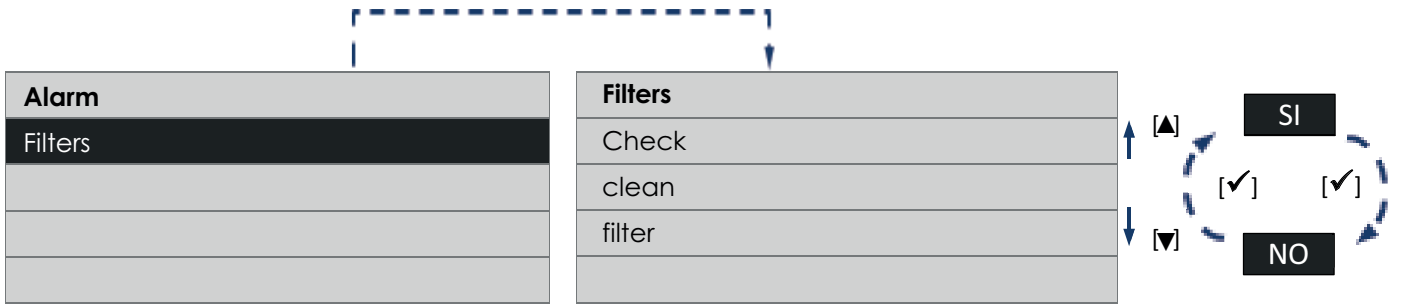 Alarm
Filters
Filters
Check
clean
filter
[▲]
[▼]
SI
[✔] [✔]
NO